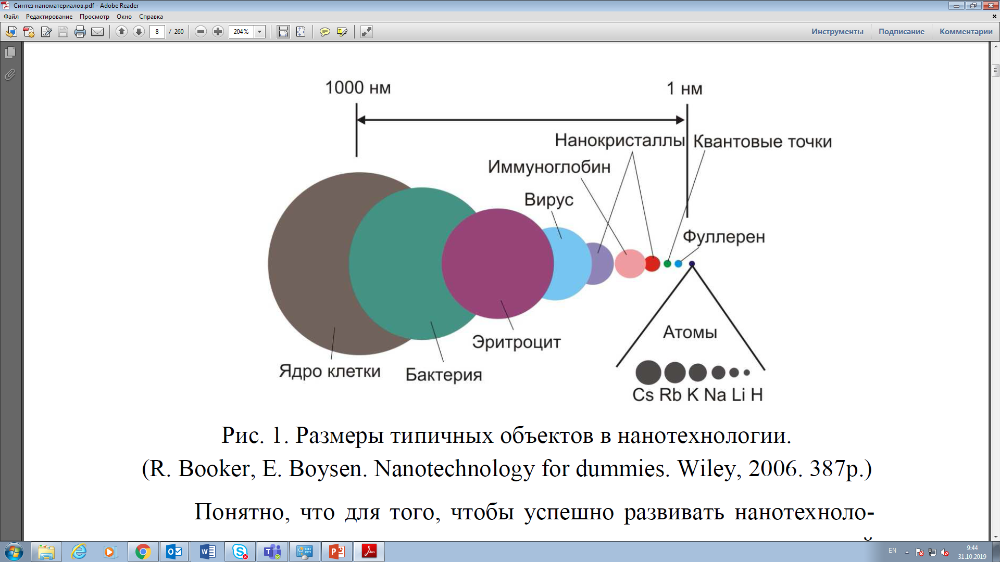 Синтез наноматериалов.pdf - Adobe Reader
Файл Редактирование Просмотр Окно Справка
8 / 260 204% Инструменты Подписание Комментарии
1000 нм 1 нм
Нанокристаллы Квантовые точки
Иммуноглобин
Вирус
Фуллерен
Атомы
Эритроцит
Ядро клетки Бактерия
Cs Rb K Na Li H
Рис. 1. Размеры типичных объектов в нанотехнологии.
(R. Booker, E. Boysen. Nanotechnology for dummies. Wiley, 2006. 387p.)
Понятно, что для того, чтобы успешно развивать нанотехноло-
EN 9:44
31.10.2019